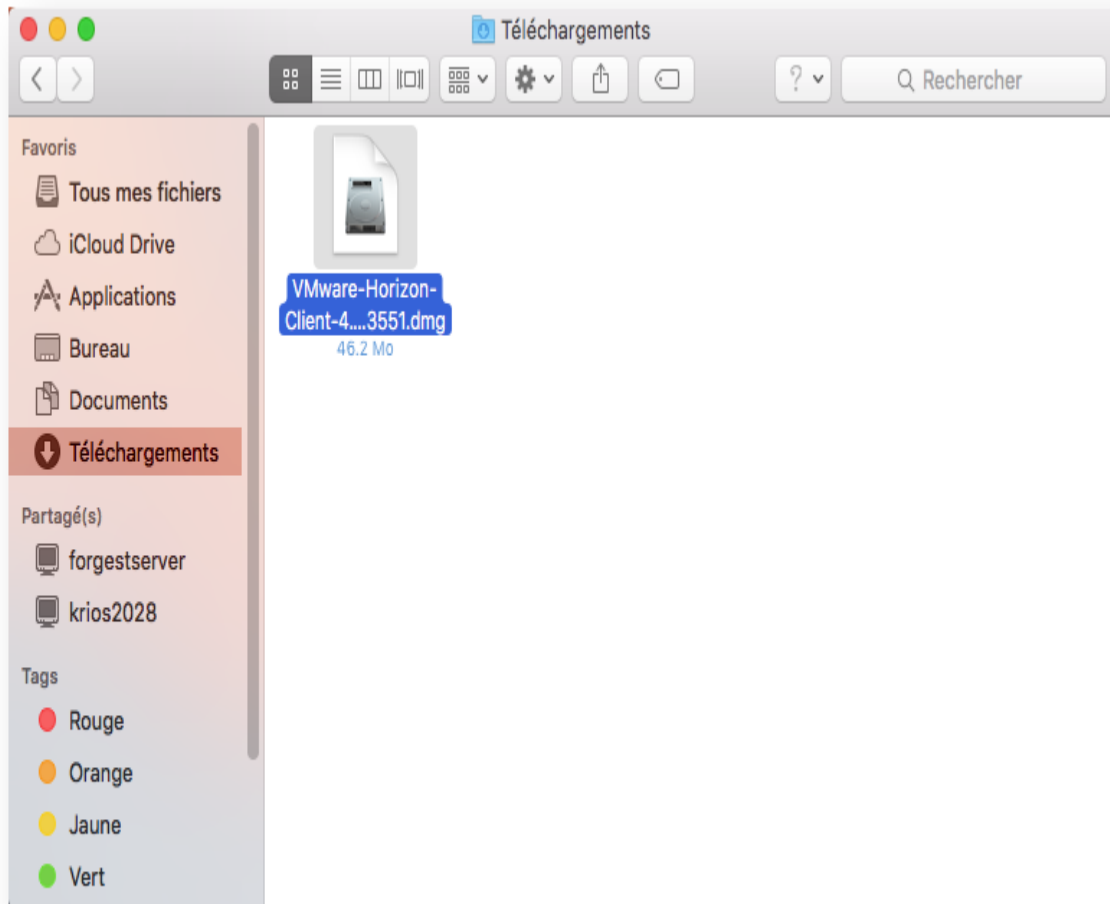 Téléchargements
Rechercher
Favoris
Tous mes fichiers
iCloud Drive
Applications
Bureau
Documents
Téléchargements
Partagé(s)
forgestserver
krios2028
Tags
Rouge
Orange
Jaune
Vert
VMware-Horizon-
Client-4....3551.dmg
46.2 Mo